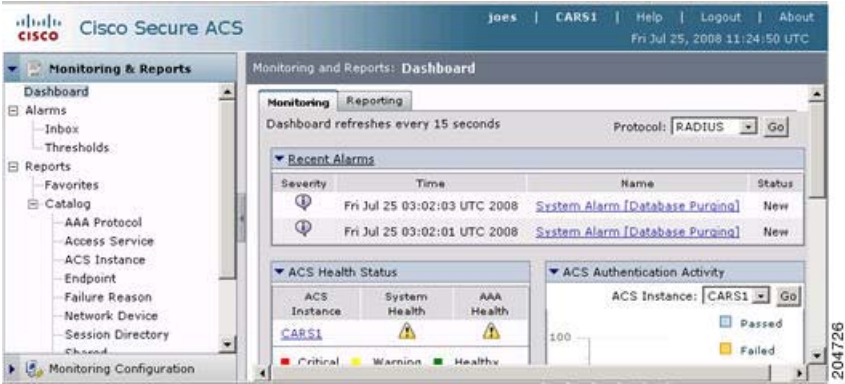 joes | CARS1 | Help | Logout | About
CISCO Cisco Secure ACS
Fri Jul 25, 2008 11:24:50 UTC
Monitoring & Reports
Dashboard
Alarms
Inbox
Thresholds
Reports
Favorites
Catalog
AAA Protocol
Access Service
ACS Instance
Endpoint
Failure Reason
Network Device
Session Directory
Shared
Monitoring Configuration
Monitoring and Reports: Dashboard
Monitoring Reporting
Dashboard refreshes every 15 seconds Protocol: RADIUS Go
Recent Alarms
Severity Time Name Status
Fri Jul 25 03:02:03 UTC 2008 System Alarm [Database Purging] New
Fri Jul 25 03:02:01 UTC 2008 System Alarm [Database Purging] New
ACS Health Status
ACS Instance System Health AAA Health
CARS1
Critical Warning Healthy
ACS Authentication Activity
ACS Instance: CARS1 Go
100
Passed
Failed
204726